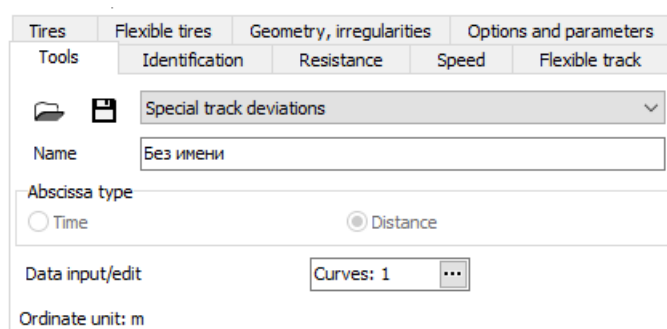 Tires Flexible tires Geometry, irregularities Options and parameters
Tools Identification Resistance Speed Flexible track
Special track deviations
Name Без имени
Abscissa type
Time Distance
Data input/edit Curves: 1 ...
Ordinate unit: m